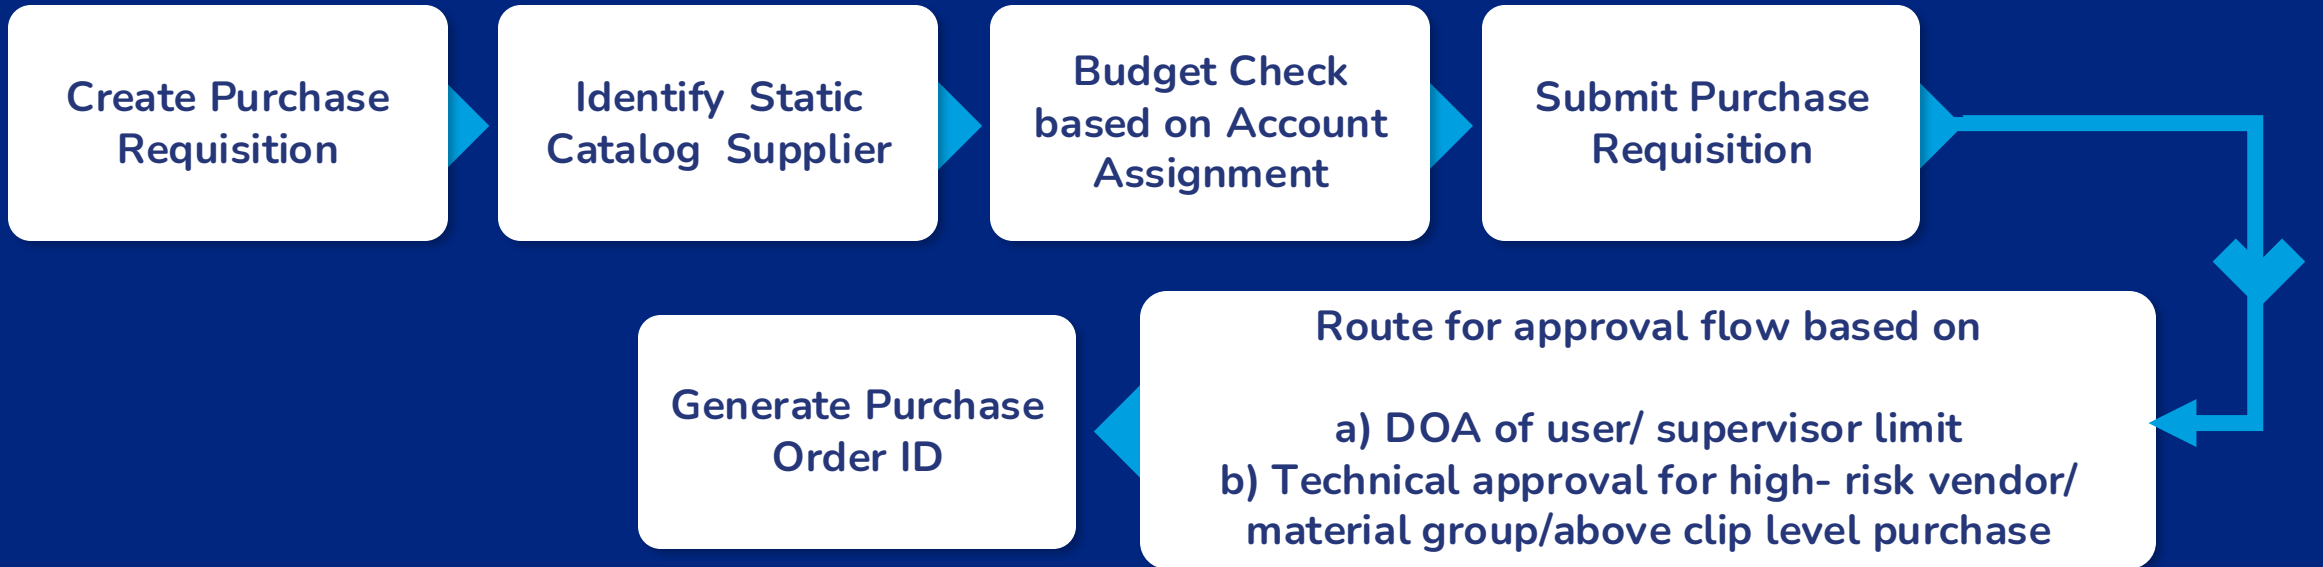 Create Purchase
Requisition
Identify Static
Catalog Supplier
Budget Check
based on Account
Assignment
Submit Purchase
Requisition
Route for approval flow based on
a) DOA of user/ supervisor limit
b) Technical approval for high- risk vendor/
material group/above clip level purchase
Generate Purchase
Order ID